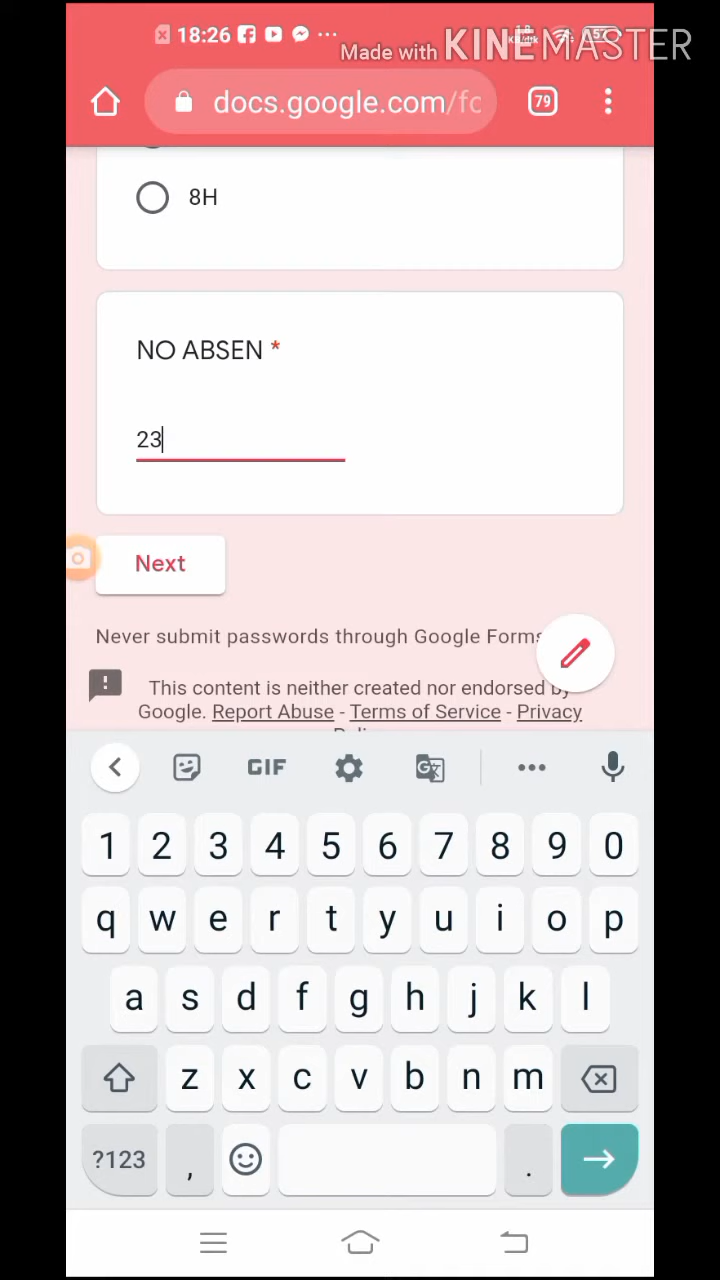 18:26
Made with KINEMASTER
docs.google.com/fc
79
8H
NO ABSEN *
23
Next
Never submit passwords through Google Forms
This content is neither created nor endorsed by
Google. Report Abuse - Terms of Service - Privacy
GIF
1 2 3 4 5 6 7 8 9 0
q w e r t y u i o p
a s d f g h j k l
z x c v b n m
?123 , .